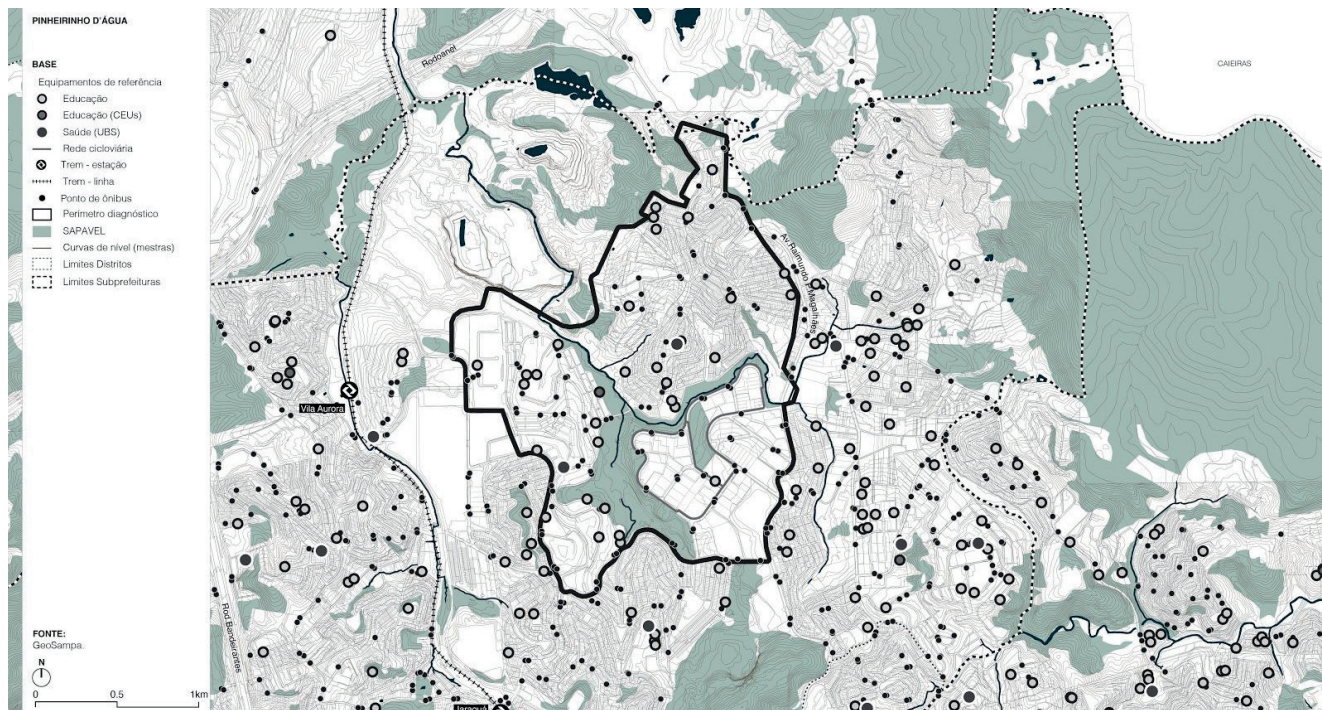 PINHEIRINHO D'ÁGUA
BASE
Equipamentos de referência
Educação
Educação (CEUs)
Saúde (UBS)
Rede cicloviária
Trem - estação
Trem - linha
Ponto de ônibus
Perímetro diagnóstico
SAPAVEL
Curvas de nível (mestras)
Limites Distritos
Limites Subprefeituras
FONTE:
GeoSampa.
N
0 0.5 1km
Rodoanel
CAIEIRAS
Av. Raimundo P. Magalhães
Vila Aurora
Rod. Bandeirantes
Jaraguá